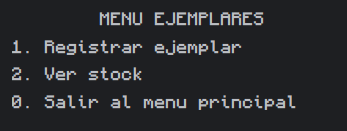 MENU EJEMPLARES
1. Registrar ejemplar
2. Ver stock
0. Salir al menu principal